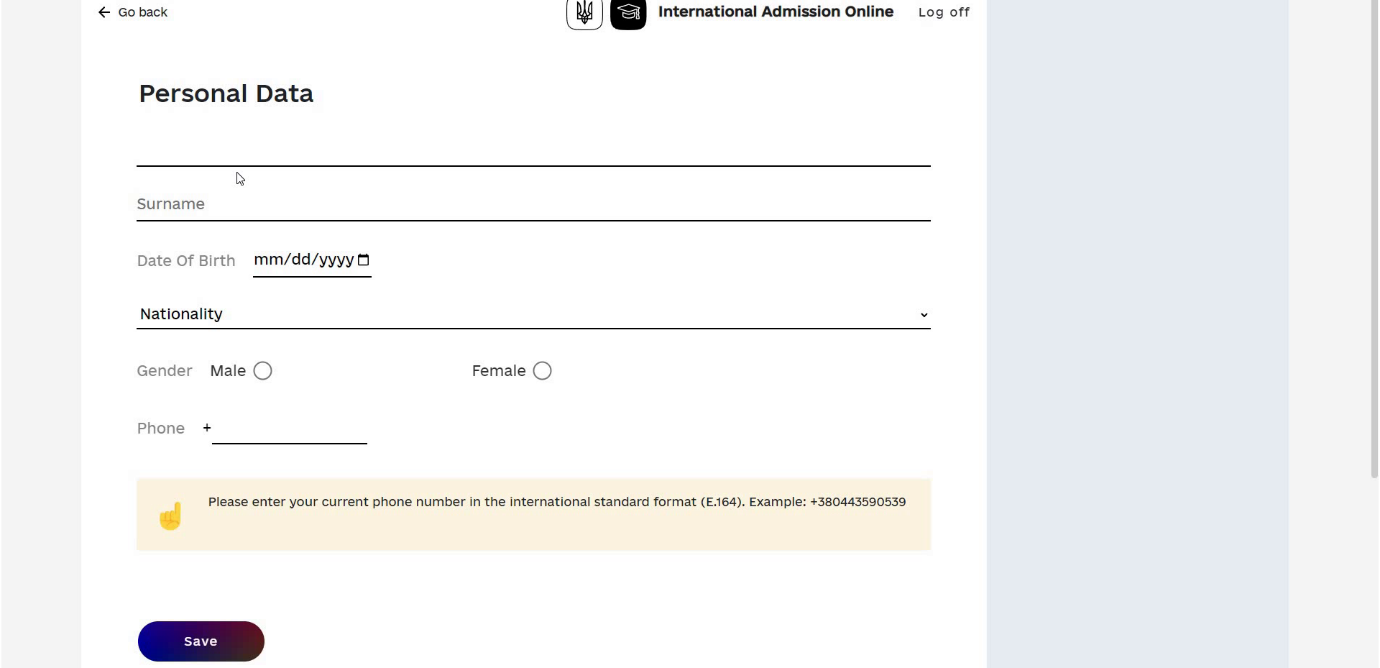 Go back
International Admission Online
Log off
Personal Data
Surname
Date Of Birth mm/dd/yyyy
Nationality
Gender Male Female
Phone +
Please enter your current phone number in the international standard format (E.164). Example: +380443590539
Save